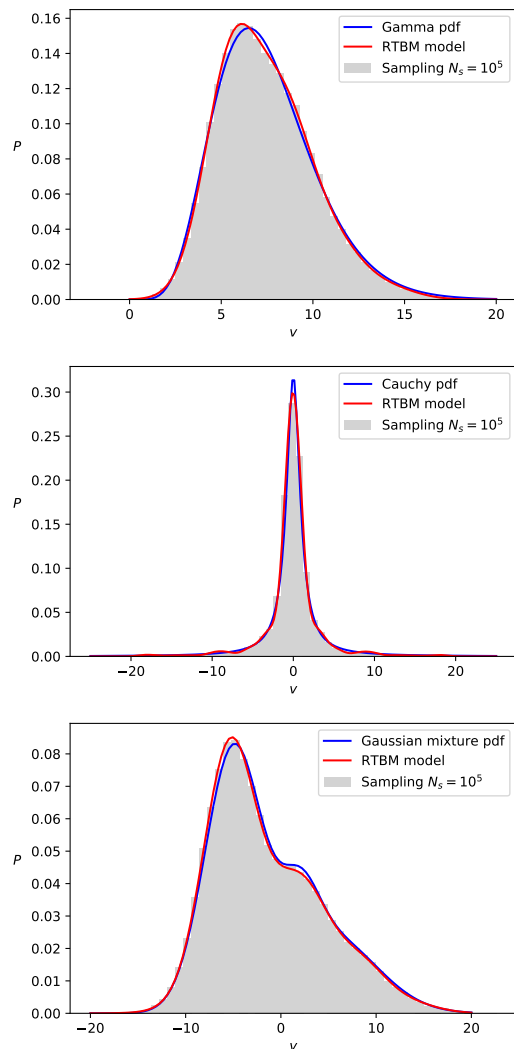 0.16
0.14
0.12
0.10
0.08
0.06
0.04
0.02
0.00
P
0
5
10
15
20
v
Gamma pdf
RTBM model
Sampling $N_s = 10^5$
0.30
0.25
0.20
0.15
0.10
0.05
0.00
P
−20
−10
0
10
20
v
Cauchy pdf
RTBM model
Sampling $N_s = 10^5$
0.08
0.07
0.06
0.05
0.04
0.03
0.02
0.01
0.00
P
−20
−10
0
10
20
v
Gaussian mixture pdf
RTBM model
Sampling $N_s = 10^5$